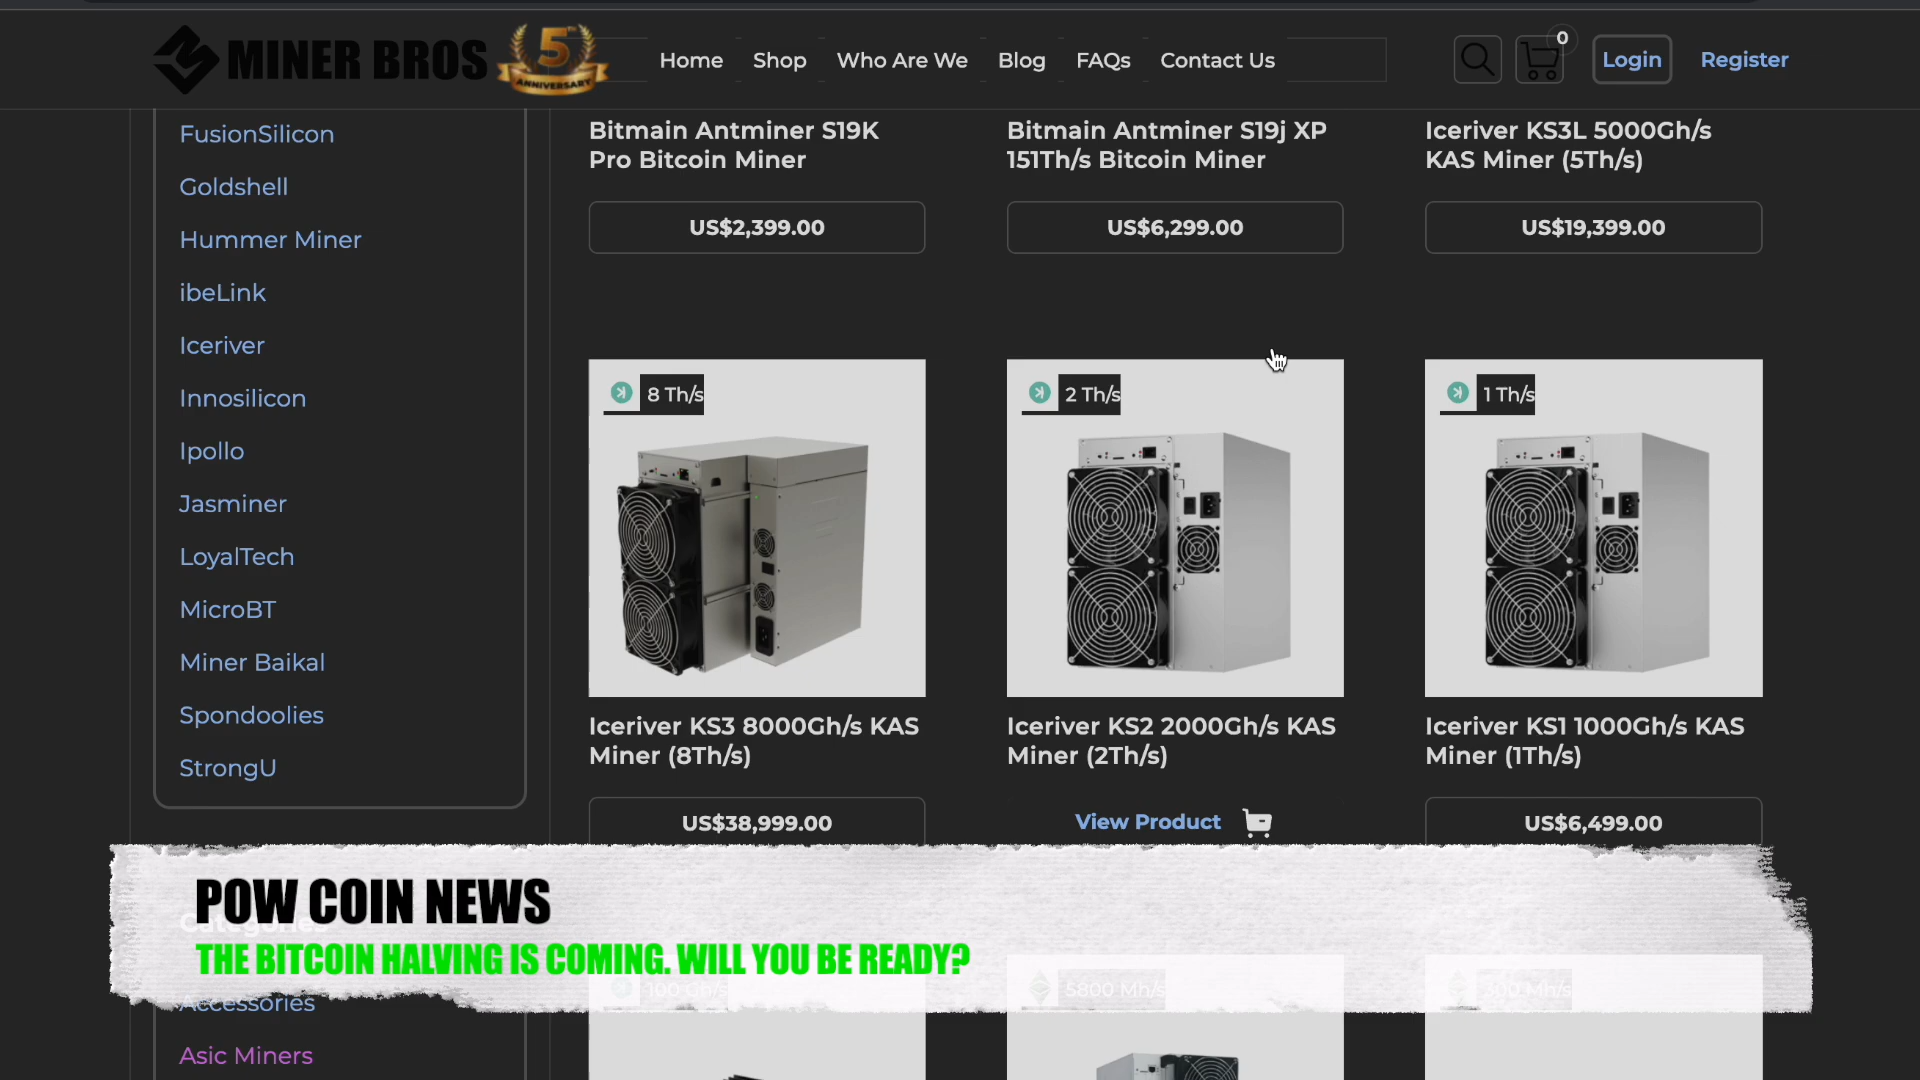 MINER BROS
5TH
ANNIVERSARY
Home
Shop
Who Are We
Blog
FAQs
Contact Us
0
Login
Register
FusionSilicon
Goldshell
Hummer Miner
ibeLink
Iceriver
Innosilicon
Ipollo
Jasminer
LoyalTech
MicroBT
Miner Baikal
Spondoolies
StrongU
Bitmain Antminer S19K
Pro Bitcoin Miner
US$2,399.00
Bitmain Antminer S19j XP
151Th/s Bitcoin Miner
US$6,299.00
Iceriver KS3L 5000Gh/s
KAS Miner (5Th/s)
US$19,399.00
8 Th/s
Iceriver KS3 8000Gh/s KAS
Miner (8Th/s)
US$38,999.00
2 Th/s
Iceriver KS2 2000Gh/s KAS
Miner (2Th/s)
View Product
1 Th/s
Iceriver KS1 1000Gh/s KAS
Miner (1Th/s)
US$6,499.00
POW COIN NEWS
Categories
THE BITCOIN HALVING IS COMING. WILL YOU BE READY?
100 Gh/s
5800 Mh/s
300 Mh/s
Accessories
Asic Miners